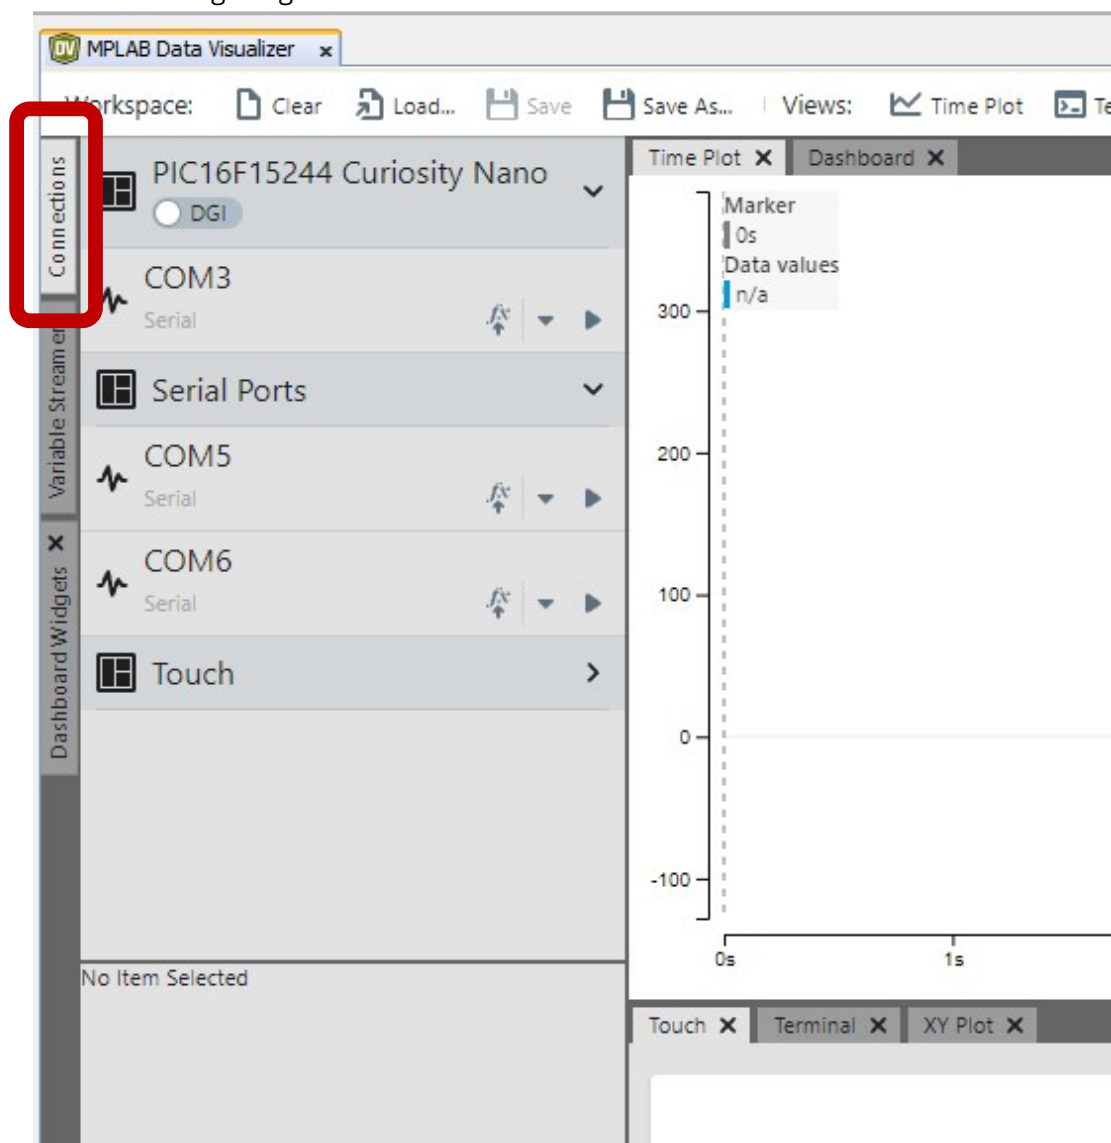 DV MPLAB Data Visualizer x
Workspace: Clear Load... Save Save As... Views: Time Plot
Connections
Variable Streamer
Dashboard Widgets
PIC16F15244 Curiosity Nano
DGI
COM3
Serial
Serial Ports
COM5
Serial
COM6
Serial
Touch
No Item Selected
Time Plot Dashboard
Marker
0s
Data values
n/a
300
200
100
0
-100
0s 1s
Touch Terminal XY Plot